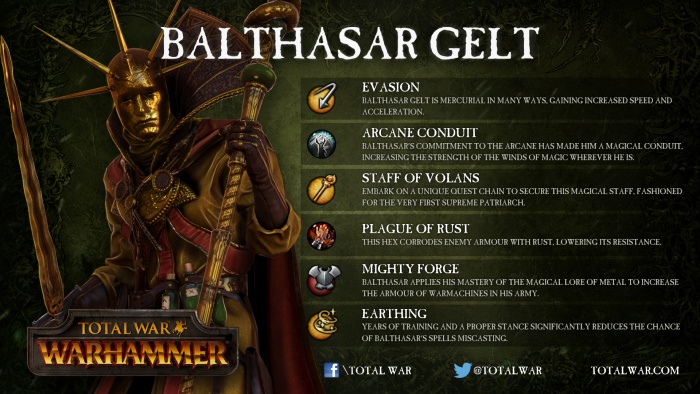 BALTHASAR GELT
EVASION
BALTHASAR GELT IS MERCURIAL IN MANY WAYS, GAINING INCREASED SPEED AND
ACCELERATION.
ARCANE CONDUIT
BALTHASAR'S COMMITMENT TO THE ARCANE HAS MADE HIM A MAGICAL CONDUIT,
INCREASING THE STRENGTH OF THE WINDS OF MAGIC WHEREVER HE IS.
STAFF OF VOLANS
EMBARK ON A UNIQUE QUEST CHAIN TO SECURE THIS MAGICAL STAFF, FASHIONED
FOR THE VERY FIRST SUPREME PATRIARCH.
PLAGUE OF RUST
THIS HEX CORRODES ENEMY ARMOUR WITH RUST, LOWERING ITS RESISTANCE.
MIGHTY FORGE
BALTHASAR APPLIES HIS MASTERY OF THE MAGICAL LORE OF METAL TO INCREASE
THE ARMOUR OF WARMACHINES IN HIS ARMY.
EARTHING
YEARS OF TRAINING AND A PROPER STANCE SIGNIFICANTLY REDUCES THE CHANCE
OF BALTHASAR'S SPELLS MISCASTING.
TOTAL WAR
WARHAMMER
f \TOTAL WAR
@TOTALWAR
TOTALWAR.COM